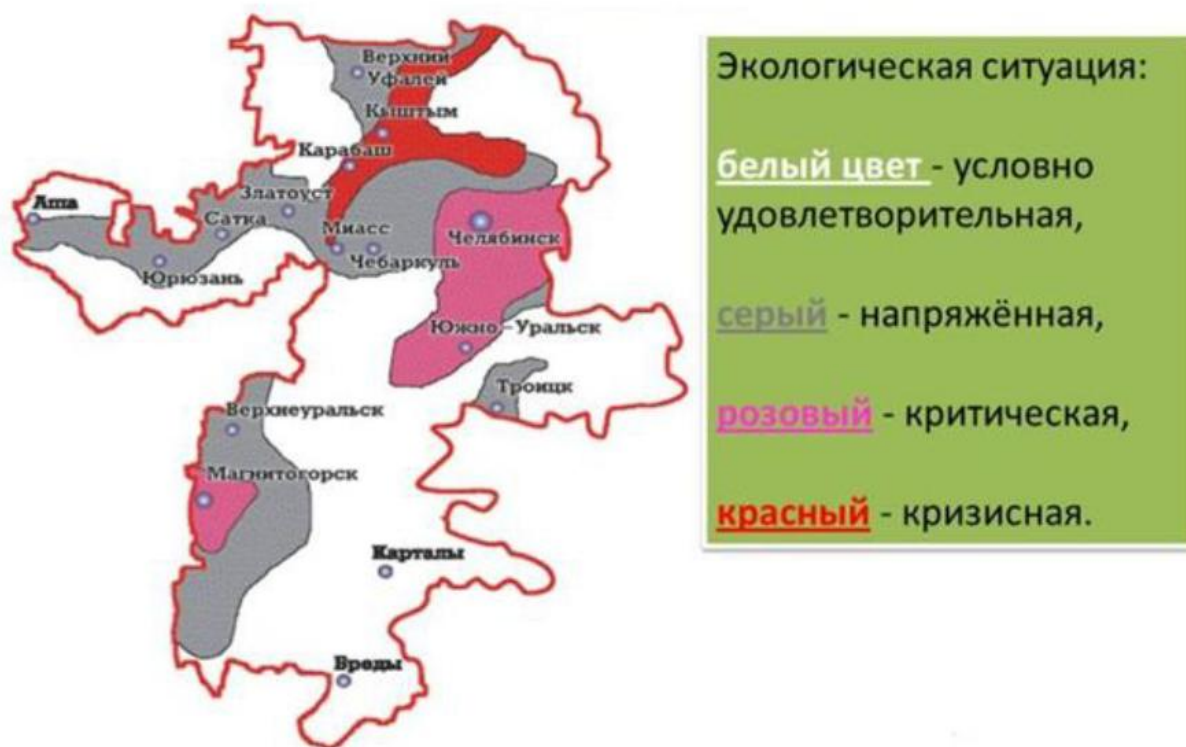 Верхний
Уфалей
Кыштым
Карабаш
Златоуст
Аша
Сатка
Миасс
Челябинск
Чебаркуль
Юрюзань
Южно-Уральск
Троицк
Верхнеуральск
Магнитогорск
Карталы
Бреды
Экологическая ситуация:
белый цвет - условно
удовлетворительная,
серый - напряжённая,
розовый - критическая,
красный - кризисная.